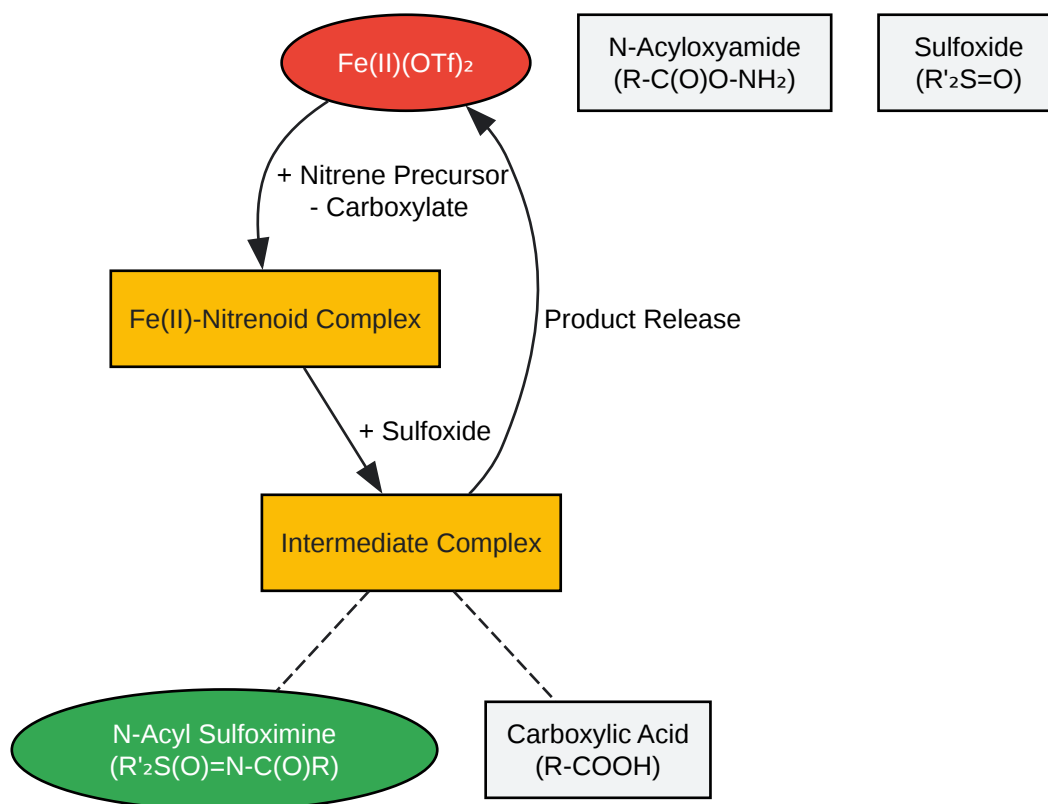 Fe(II)(OTf)₂
N-Acyloxyamide
(R-C(O)O-NH₂)
Sulfoxide
(R'₂S=O)
+ Nitrene Precursor
- Carboxylate
Fe(II)-Nitrenoid Complex
Product Release
+ Sulfoxide
Intermediate Complex
N-Acyl Sulfoximine
(R'₂S(O)=N-C(O)R)
Carboxylic Acid
(R-COOH)